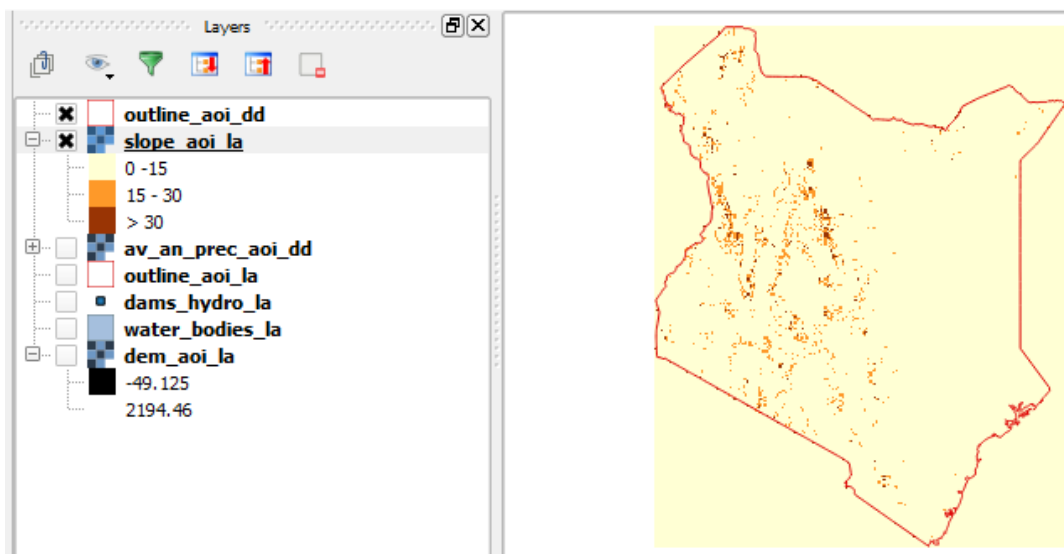 Layers
outline_aoi_dd
slope_aoi_la
0 -15
15 - 30
> 30
av_an_prec_aoi_dd
outline_aoi_la
dams_hydro_la
water_bodies_la
dem_aoi_la
-49.125
2194.46